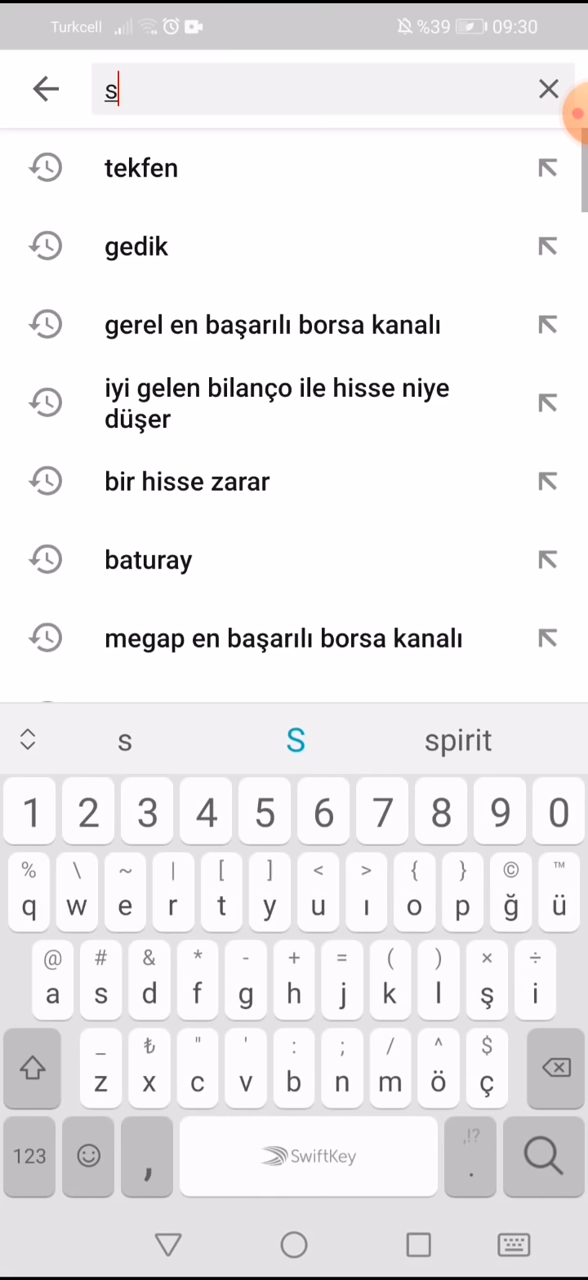 Turkcell %39 09:30
s
tekfen
gedik
gerel en başarılı borsa kanalı
iyi gelen bilanço ile hisse niye
düşer
bir hisse zarar
baturay
megap en başarılı borsa kanalı
s S spirit
1 2 3 4 5 6 7 8 9 0
% \ ~ | [ ] < > { } © ™
q w e r t y u ı o p ğ ü
@ # & * - + = ( ) × ÷
a s d f g h j k l ş i
_ ₺ " ' : ; / ^ $
z x c v b n m ö ç
,!?
123 , SwiftKey .